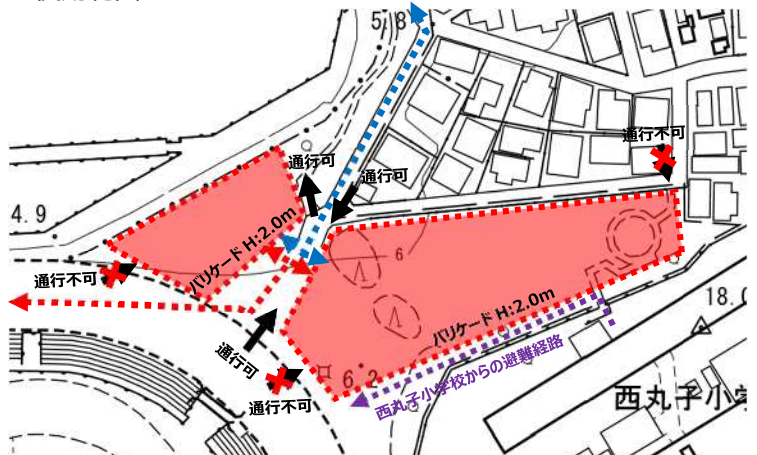 5.8
通行不可
通行可
通行可
4.9
バリケード H:2.0m
6
通行不可
18.0
バリケード H:2.0m
通行可
6.2
西丸子小学校からの避難経路
通行不可
西丸子小学